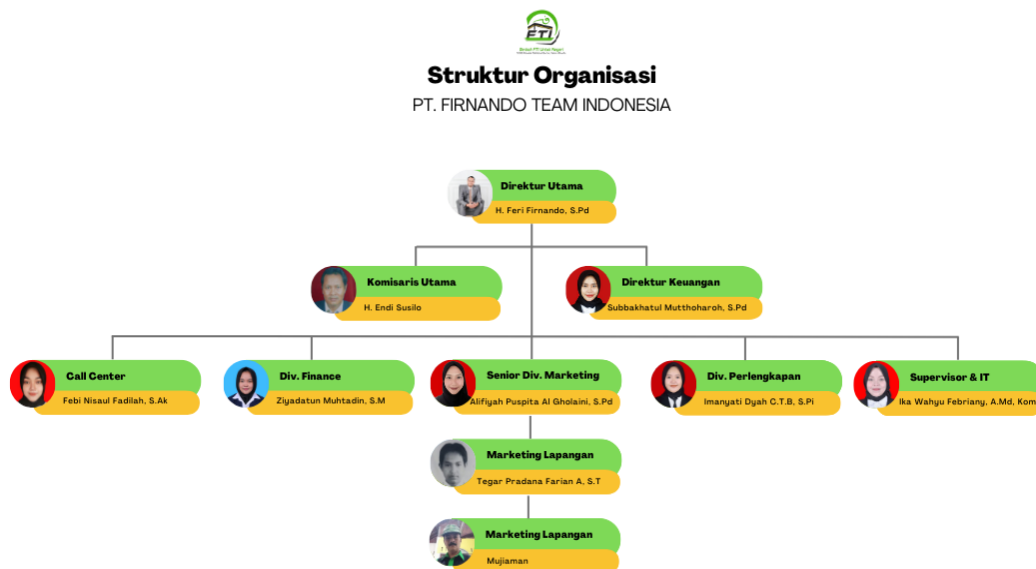 FTI
Struktur Organisasi
PT. FIRNANDO TEAM INDONESIA
Direktur Utama
H. Feri Firnando, S.Pd
Komisaris Utama
H. Endi Susilo
Direktur Keuangan
Subbakhatul Mutthoharoh, S.Pd
Call Center
Febi Nisaul Fadilah, S.Ak
Div. Finance
Ziyadatun Muhtadin, S.M
Senior Div. Marketing
Alifiyah Puspita Al Gholaini, S.Pd
Div. Perlengkapan
Imanyati Dyah C.T.B, S.Pi
Supervisor & IT
Ika Wahyu Febriany, A.Md, Kom
Marketing Lapangan
Tegar Pradana Farian A, S.T
Marketing Lapangan
Mujiaman